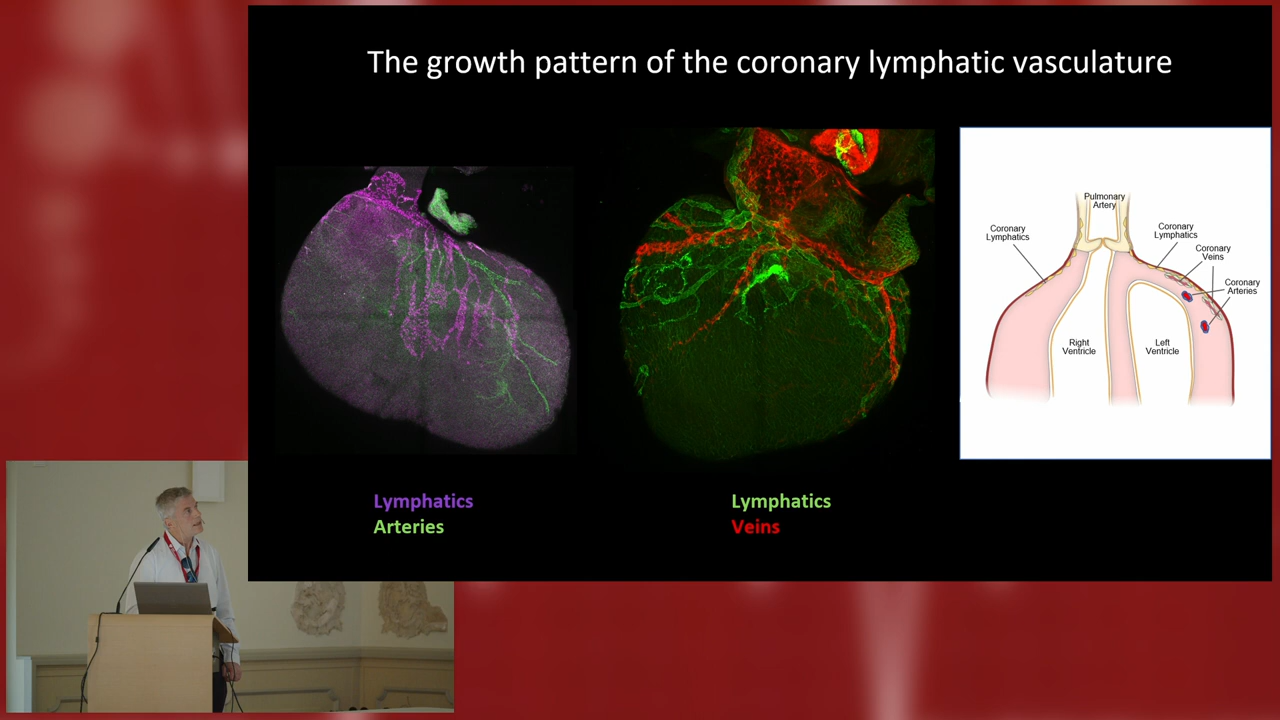 The growth pattern of the coronary lymphatic vasculature
Lymphatics
Arteries
Lymphatics
Veins
Pulmonary
Artery
Coronary
Lymphatics
Coronary
Lymphatics
Coronary
Veins
Coronary
Arteries
Right
Ventricle
Left
Ventricle